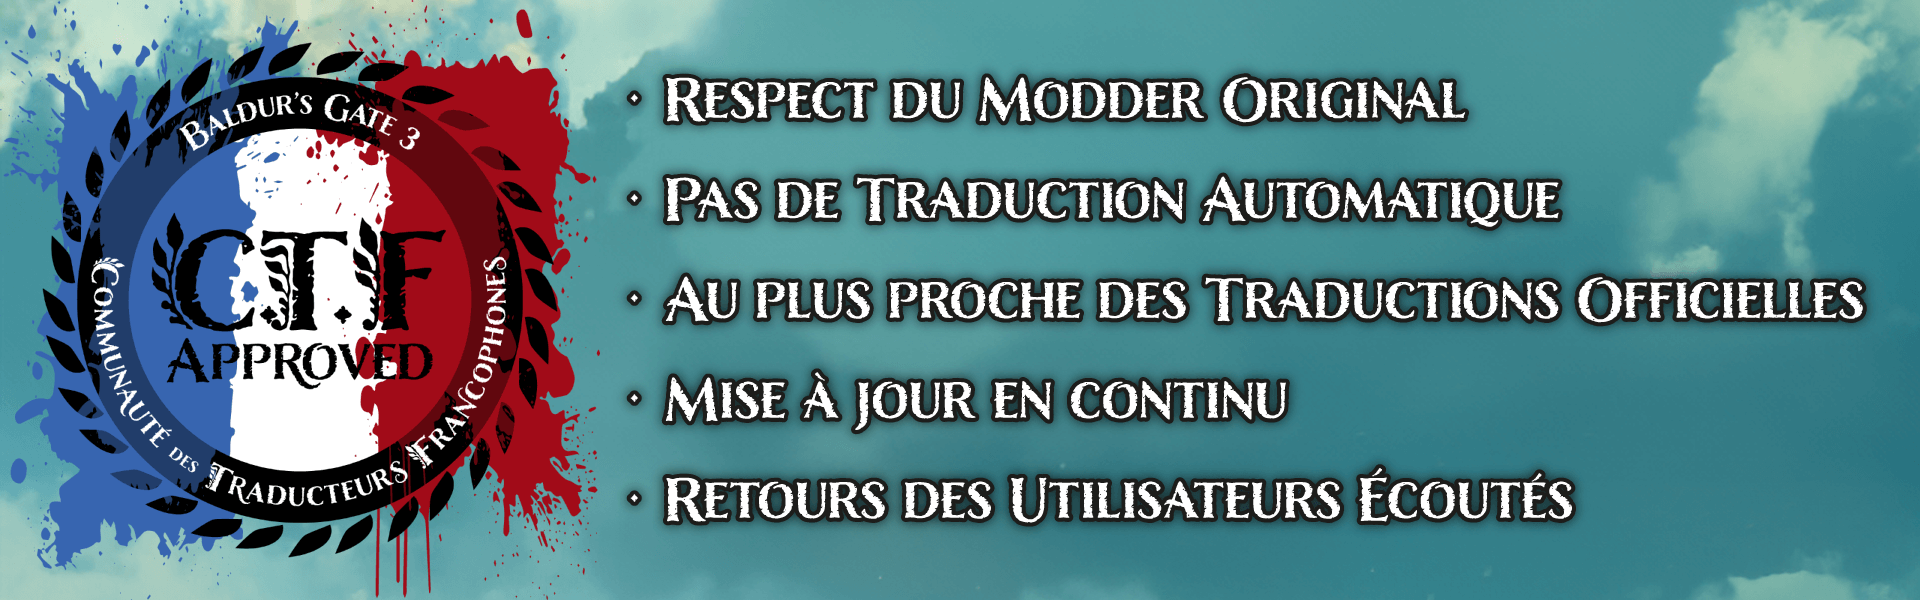 Baldur's Gate 3
C.T.F
Approved
Communauté des Traducteurs Francophones
· Respect du Modder Original
· Pas de Traduction Automatique
· Au plus proche des Traductions Officielles
· Mise à jour en continu
· Retours des Utilisateurs Écoutés